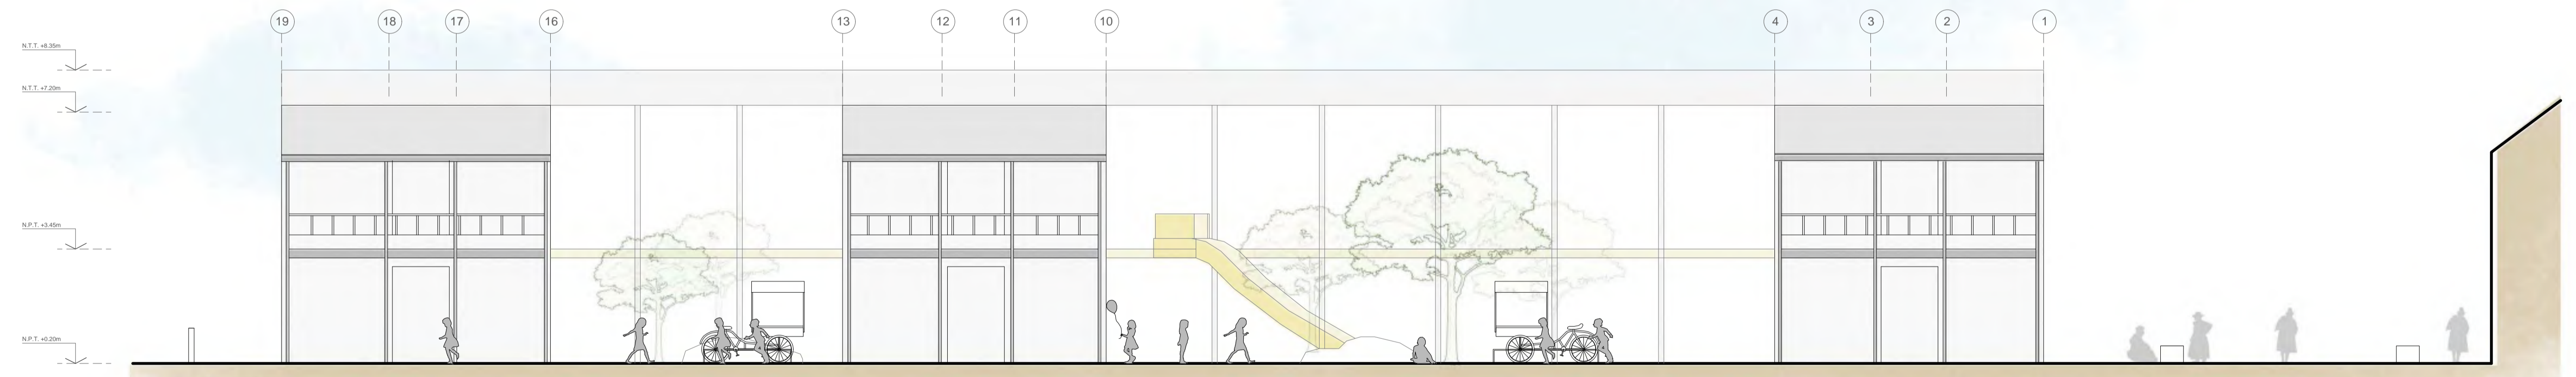 19 18 17 16 13 12 11 10 4 3 2 1
N.T.T. +8.35m
N.T.T. +7.20m
N.P.T. +3.45m
N.P.T. +0.20m